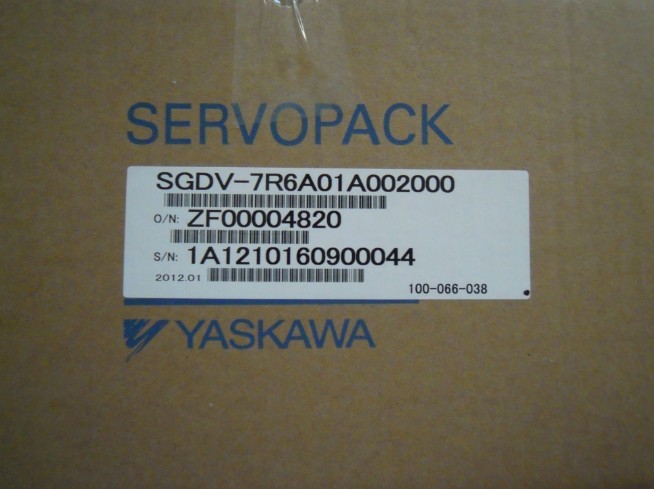 SERVOPACK
SGDV-7R6A01A002000
O/N: ZF00004820
S/N: 1A1210160900044
2012.01
100-066-038
YASKAWA